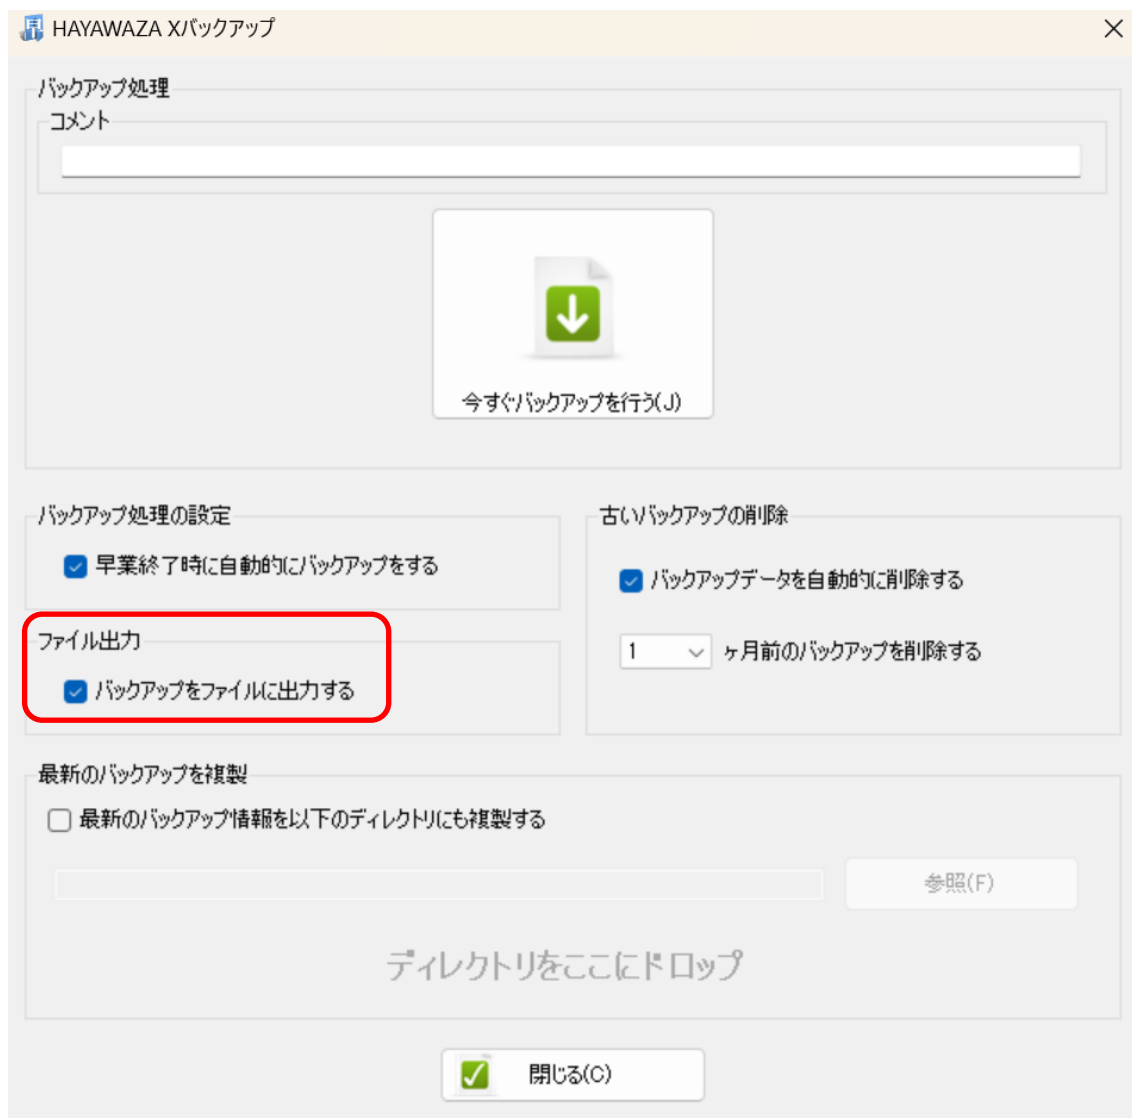 HAYAWAZA Xバックアップ
バックアップ処理
コメント
今すぐバックアップを行う(J)
バックアップ処理の設定
早業終了時に自動的にバックアップをする
ファイル出力
バックアップをファイルに出力する
古いバックアップの削除
バックアップデータを自動的に削除する
1 ヶ月前のバックアップを削除する
最新のバックアップを複製
最新のバックアップ情報を以下のディレクトリにも複製する
参照(F)
ディレクトリをここにドロップ
閉じる(C)